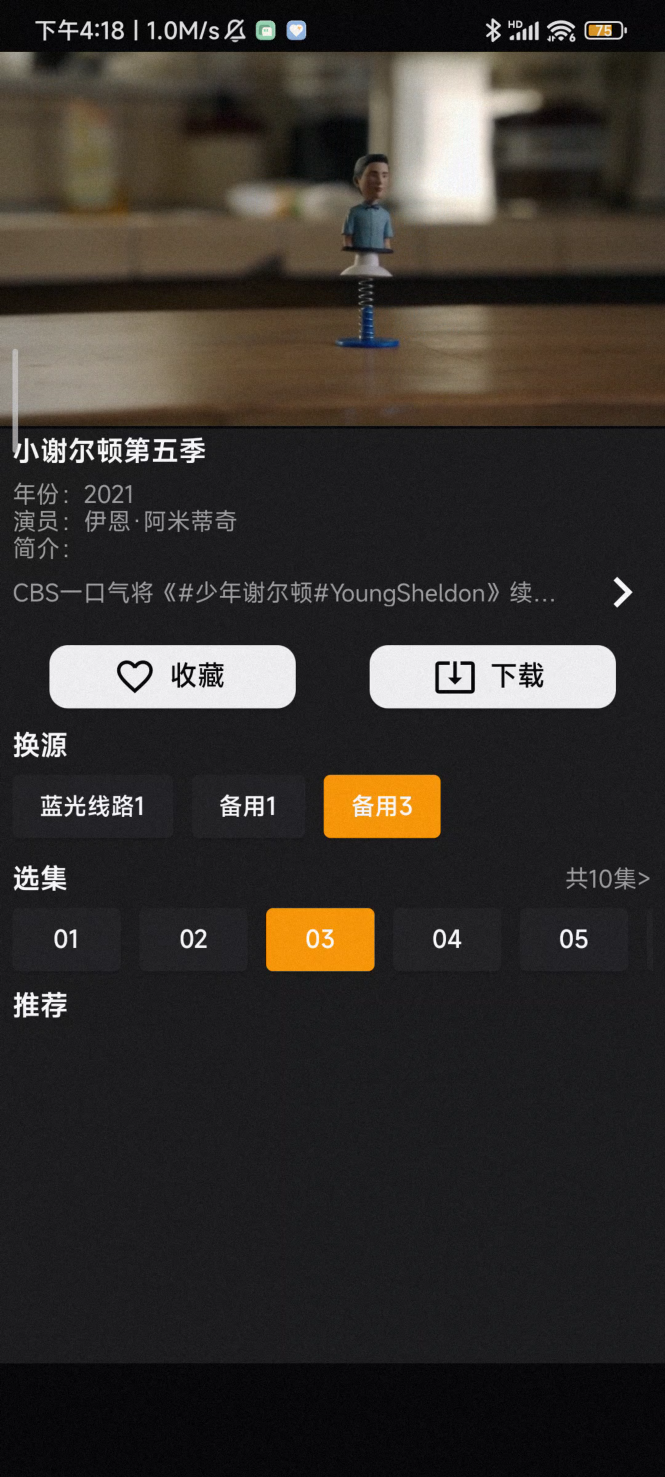 下午4:18 | 1.0M/s
HD 6 75
小谢尔顿第五季
年份：2021
演员：伊恩·阿米蒂奇
简介：
CBS一口气将《#少年谢尔顿#YoungSheldon》续...
收藏 下载
换源
蓝光线路1 备用1 备用3
选集 共10集>
01 02 03 04 05
推荐